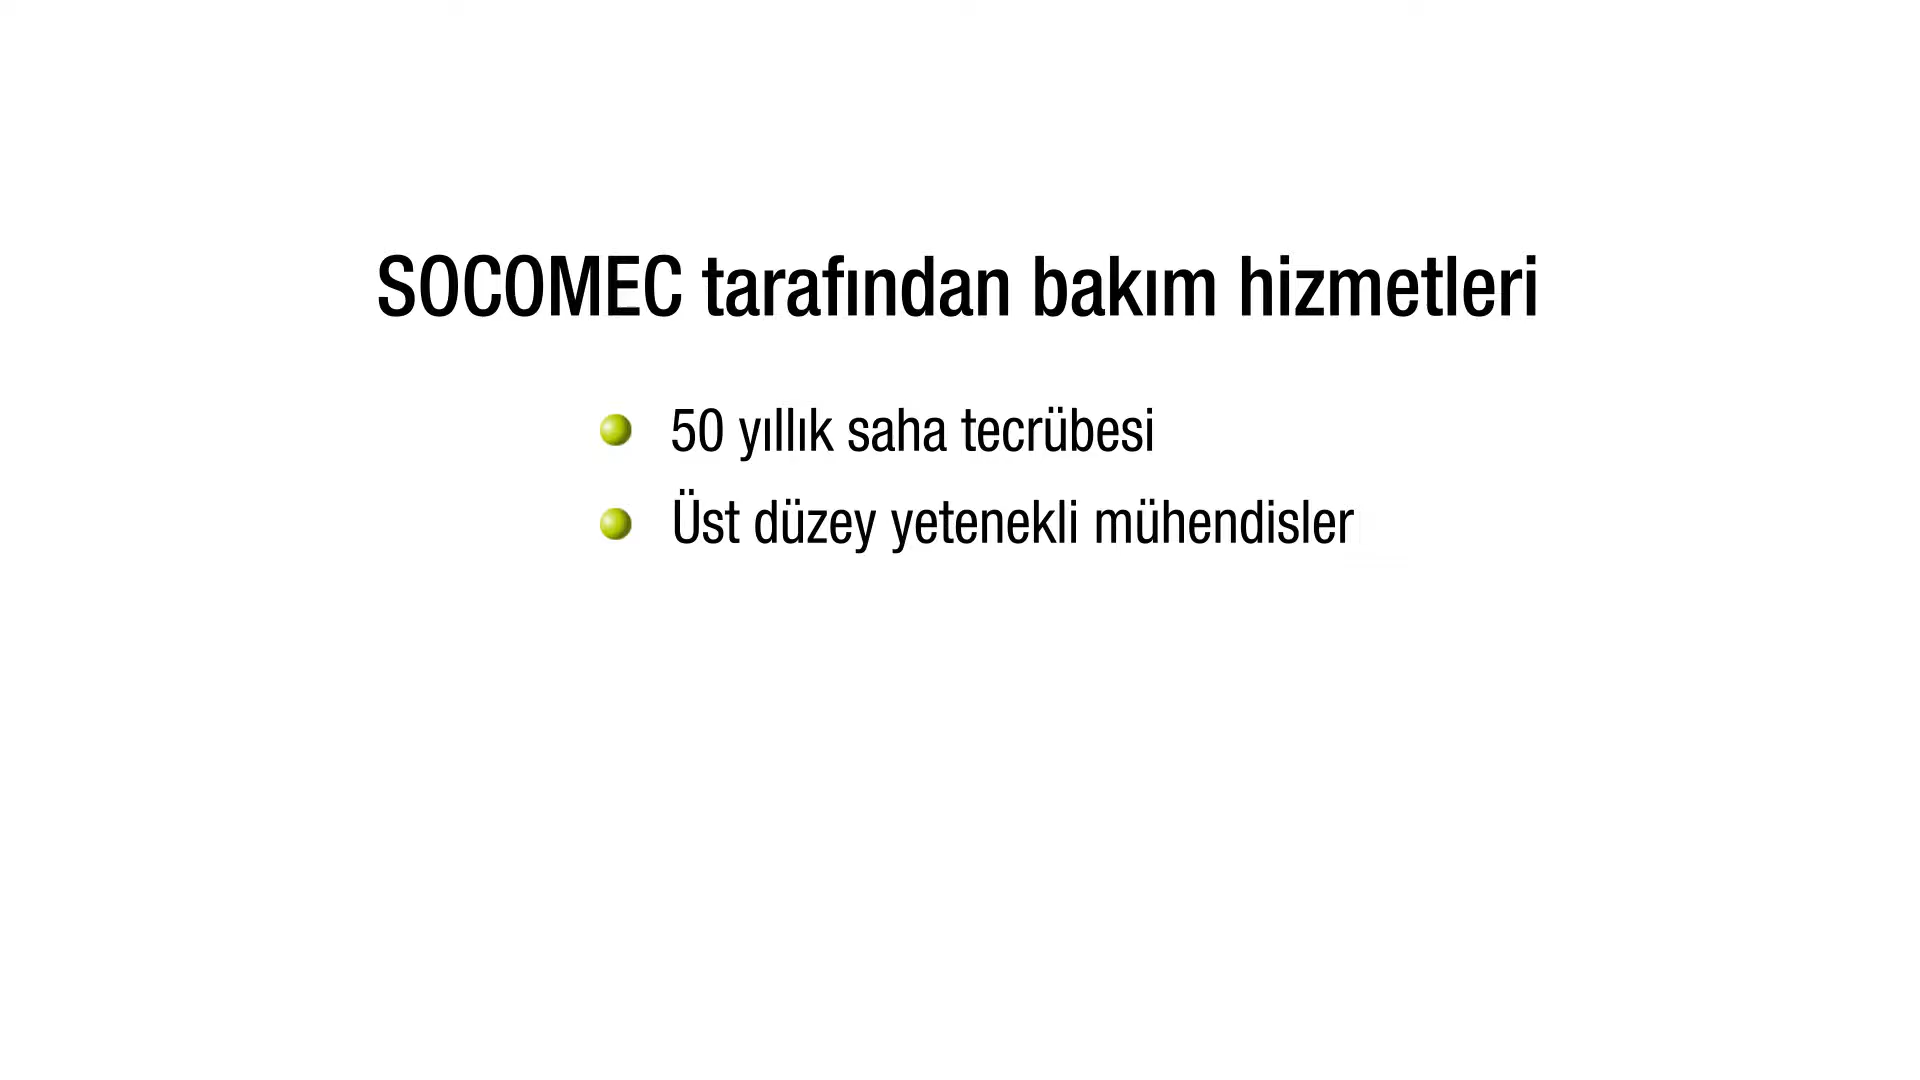 SOCOMEC tarafından bakım hizmetleri
50 yıllık saha tecrübesi
Üst düzey yetenekli mühendisler